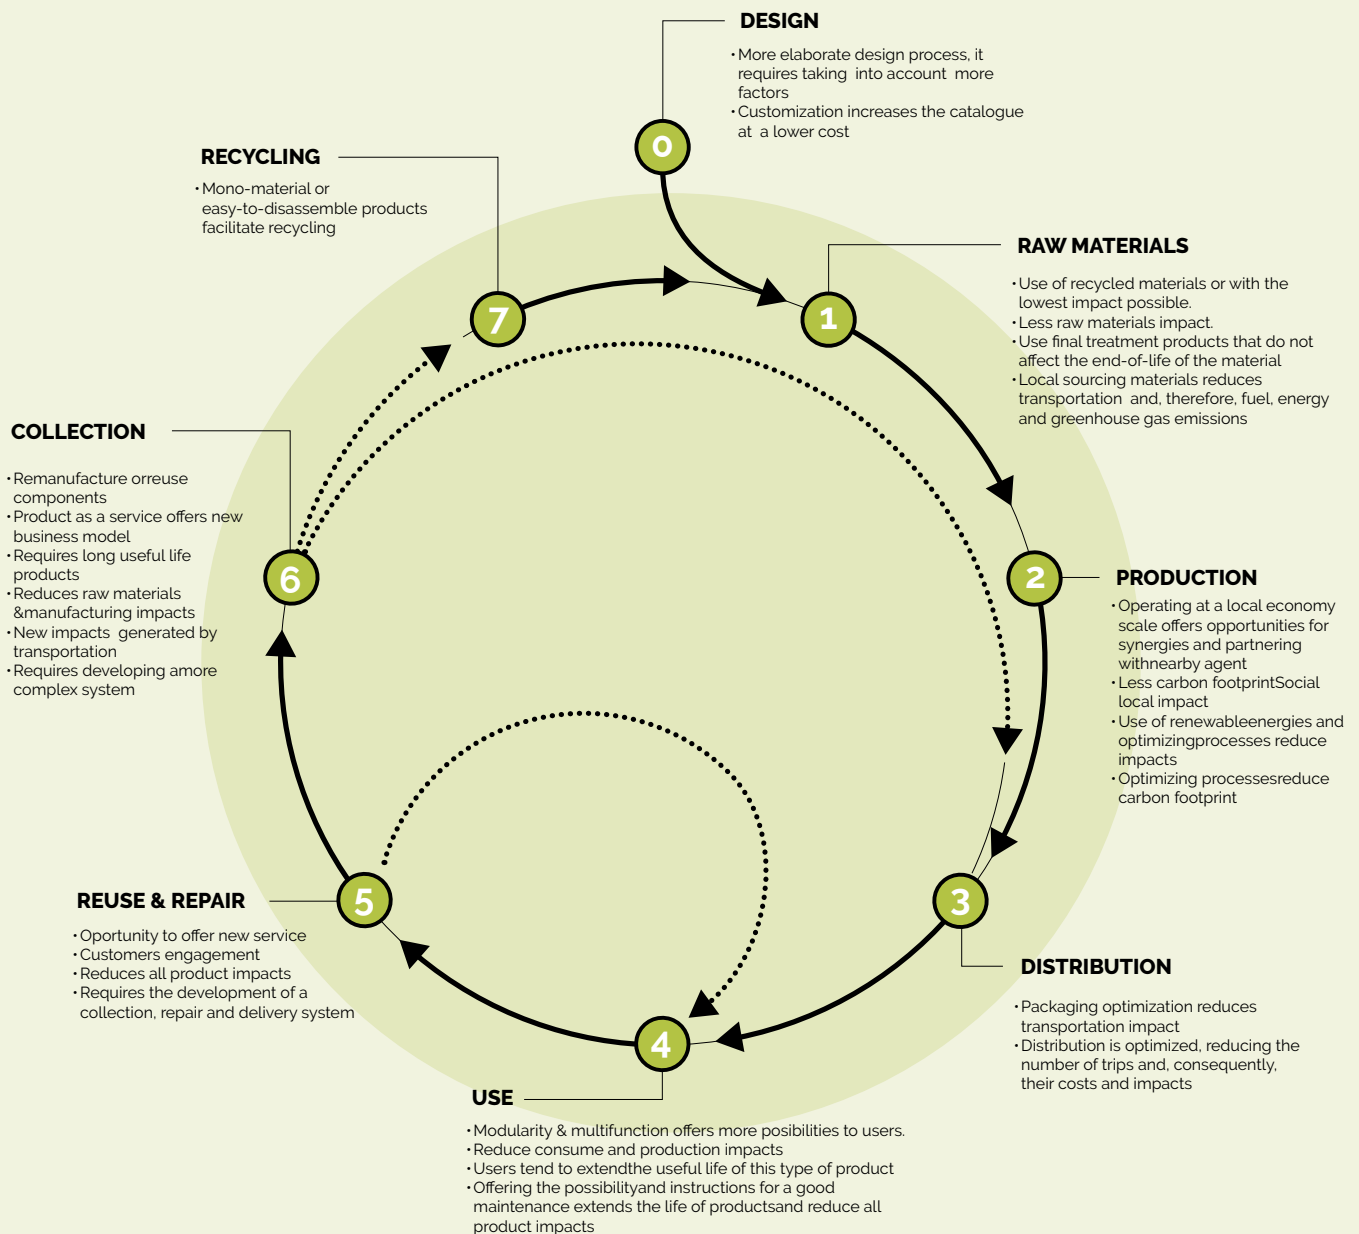 DESIGN
•More elaborate design process, it
requires taking into account more
factors
•Customization increases the catalogue
at a lower cost
0
RECYCLING
•Mono-material or
easy-to-disassemble products
facilitate recycling
7
RAW MATERIALS
•Use of recycled materials or with the
lowest impact possible.
•Less raw materials impact.
•Use final treatment products that do not
affect the end-of-life of the material
•Local sourcing materials reduces
transportation and, therefore, fuel, energy
and greenhouse gas emissions
1
COLLECTION
•Remanufacture orreuse
components
•Product as a service offers new
business model
•Requires long useful life
products
•Reduces raw materials
&manufacturing impacts
•New impacts generated by
transportation
•Requires developing amore
complex system
6
2
PRODUCTION
•Operating at a local economy
scale offers opportunities for
synergies and partnering
withnearby agent
•Less carbon footprintSocial
local impact
•Use of renewableenergies and
optimizingprocesses reduce
impacts
•Optimizing processesreduce
carbon footprint
REUSE & REPAIR
•Oportunity to offer new service
•Customers engagement
•Reduces all product impacts
•Requires the development of a
collection, repair and delivery system
5
3
DISTRIBUTION
•Packaging optimization reduces
transportation impact
•Distribution is optimized, reducing the
number of trips and, consequently,
their costs and impacts
4
USE
•Modularity & multifunction offers more posibilities to users.
•Reduce consume and production impacts
•Users tend to extendthe useful life of this type of product
•Offering the possibilityand instructions for a good
maintenance extends the life of productsand reduce all
product impacts